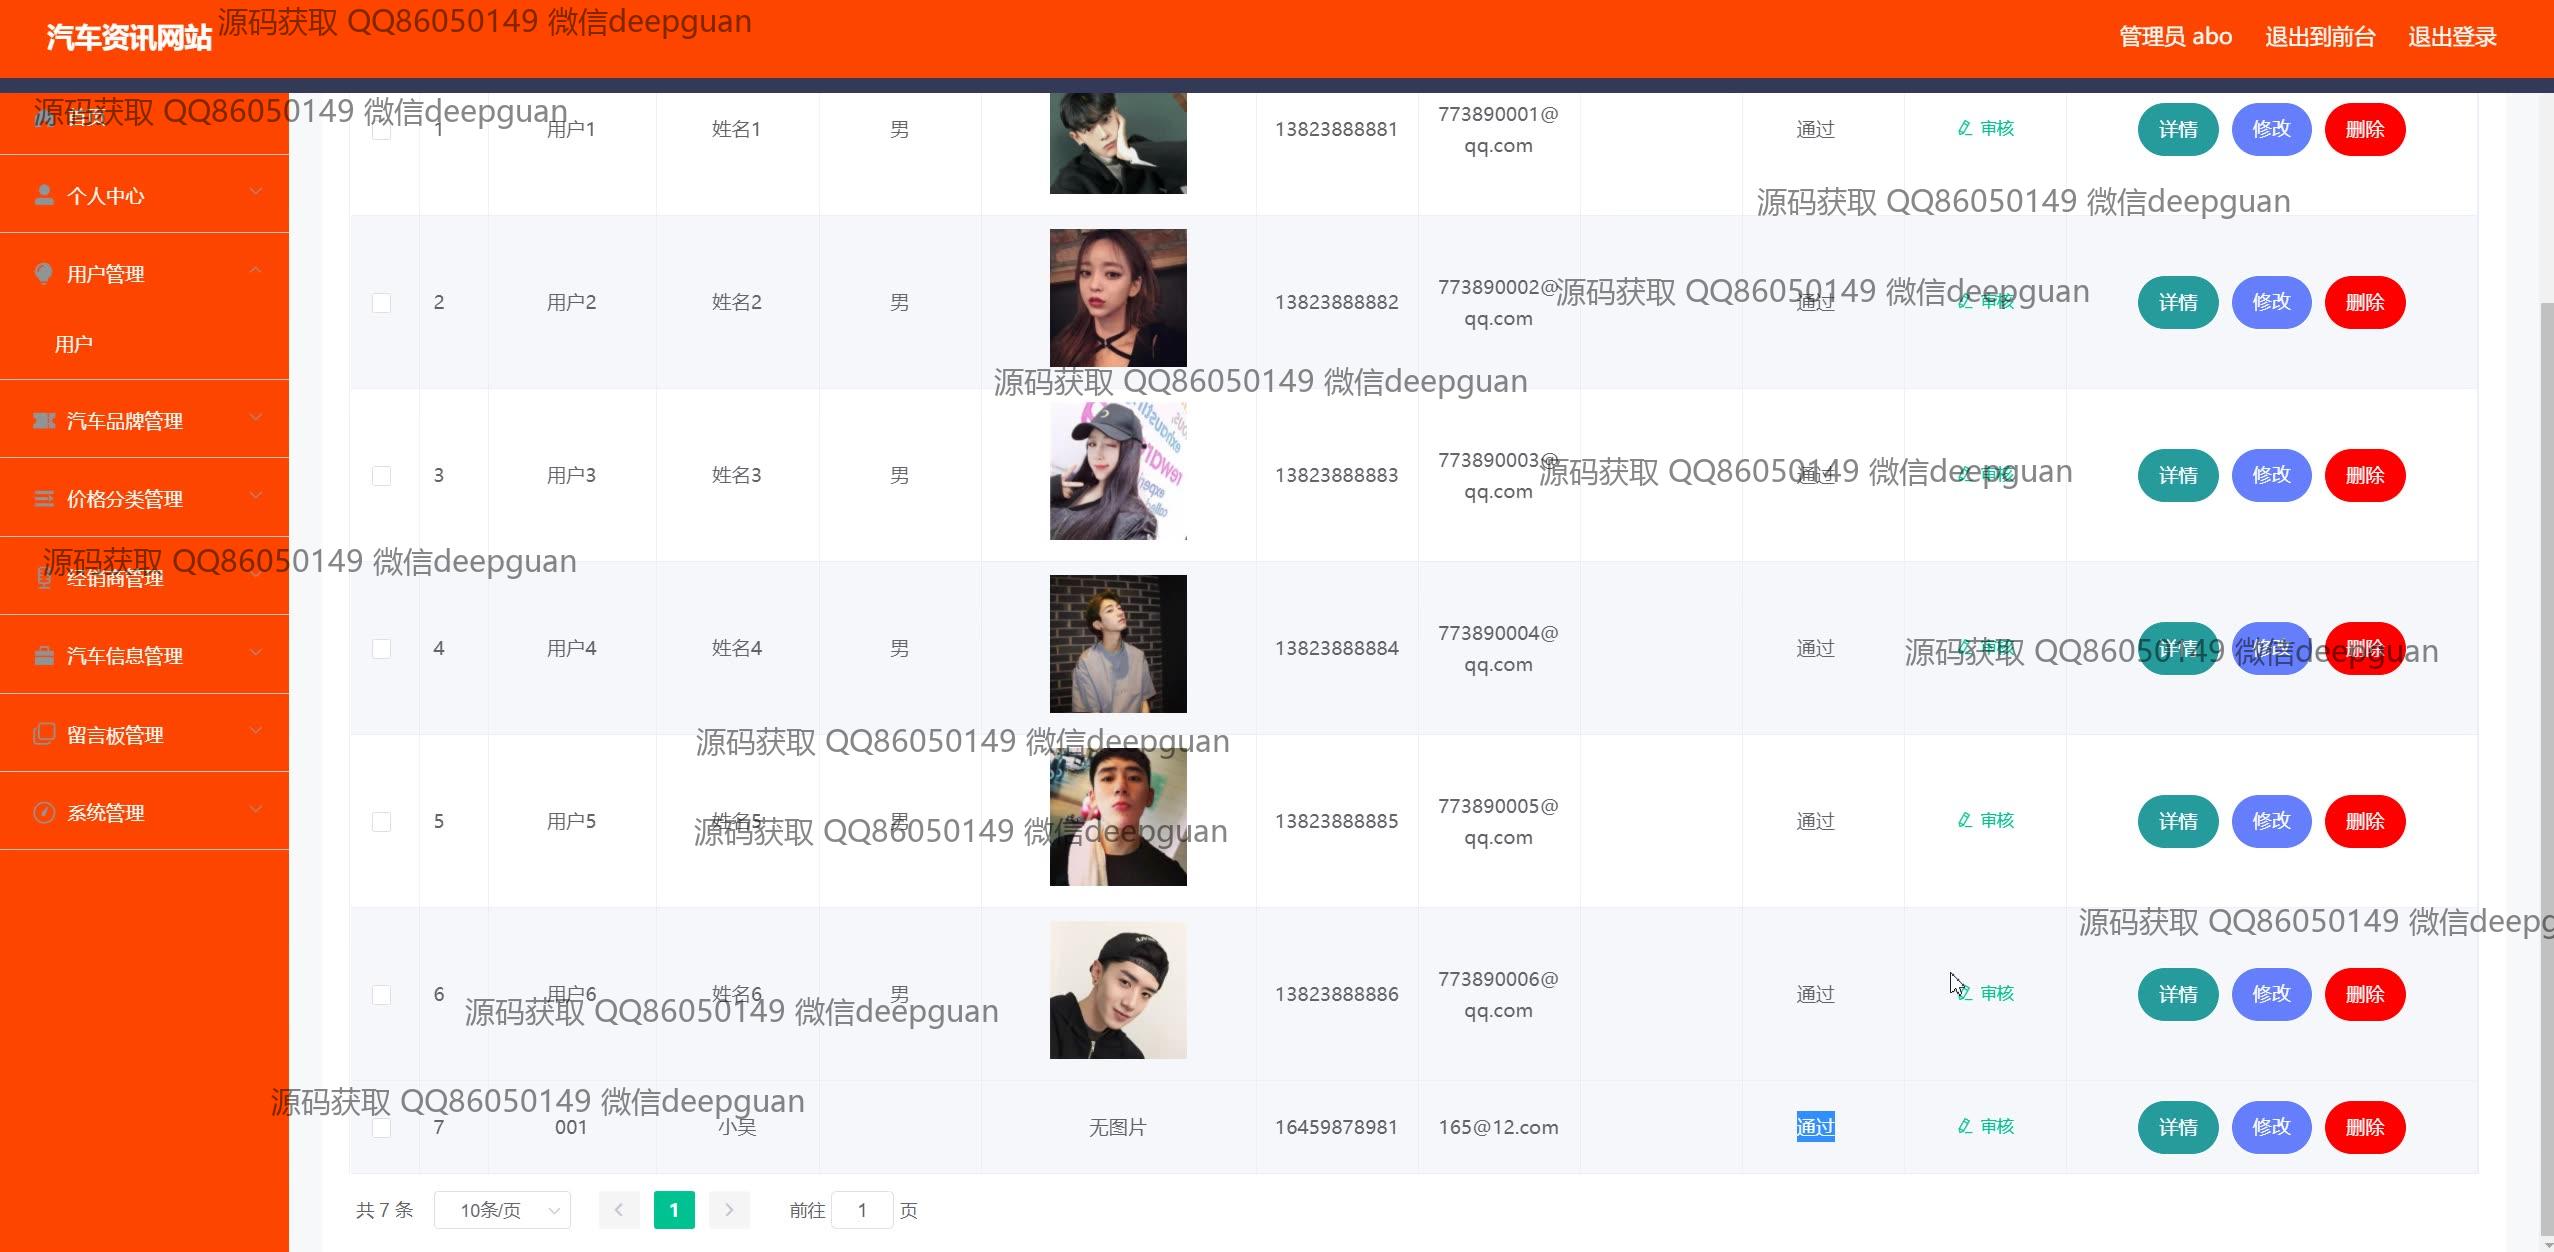 汽车资讯网站
源码获取 QQ86050149 微信deepguan
管理员 abo
退出到前台
退出登录
源码获取 QQ86050149 微信deepguan
首页
个人中心
用户管理
用户
汽车品牌管理
价格分类管理
经销商管理
汽车信息管理
留言板管理
系统管理
1 用户1 姓名1 男 13823888881 773890001@
qq.com
通过 审核 详情 修改 删除
源码获取 QQ86050149 微信deepguan
2 用户2 姓名2 男 13823888882 773890002@
qq.com
通过 审核 详情 修改 删除
源码获取 QQ86050149 微信deepguan
源码获取 QQ86050149 微信deepguan
3 用户3 姓名3 男 13823888883 773890003@
qq.com
通过 审核 详情 修改 删除
源码获取 QQ86050149 微信deepguan
源码获取 QQ86050149 微信deepguan
4 用户4 姓名4 男 13823888884 773890004@
qq.com
通过 审核 详情 修改 删除
源码获取 QQ86050149 微信deepguan
源码获取 QQ86050149 微信deepguan
5 用户5 姓名5 男 13823888885 773890005@
qq.com
通过 审核 详情 修改 删除
源码获取 QQ86050149 微信deepguan
源码获取 QQ86050149 微信deepg
6 用户6 姓名6 男 13823888886 773890006@
qq.com
通过 审核 详情 修改 删除
源码获取 QQ86050149 微信deepguan
源码获取 QQ86050149 微信deepguan
7 001 小吴 无图片 16459878981 165@12.com 通过 审核 详情 修改 删除
共 7 条 10条/页 1 前往 1 页